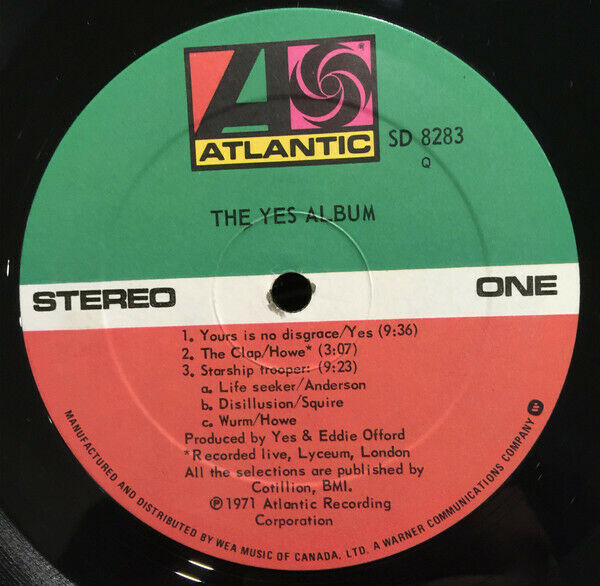 ATLANTIC
®
SD 8283
Q
THE YES ALBUM
STEREO
ONE
1. Yours is no disgrace/Yes (9:36)
2. The Clap/Howe* (3:07)
3. Starship trooper: (9:23)
a. Life seeker/Anderson
b. Disillusion/Squire
c. Wurm/Howe
Produced by Yes & Eddie Offord
*Recorded live, Lyceum, London
All the selections are published by
Cotillion, BMI.
℗1971 Atlantic Recording
Corporation
MANUFACTURED AND DISTRIBUTED BY WEA MUSIC OF CANADA, LTD. A WARNER COMMUNICATIONS COMPANY